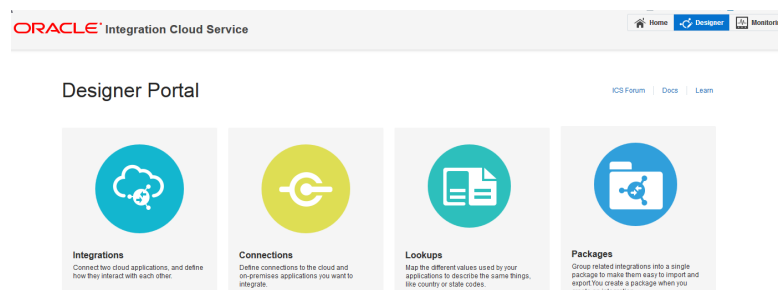 ORACLE Integration Cloud Service
Home
Designer
Designer Portal
ICS Forum
Docs
Learn
Integrations
Connect two cloud applications, and define
how they interact with each other.
Connections
Define connections to the cloud and
on-premises applications you want to
integrate.
Lookups
Map the different values used by your
applications to describe the same things,
like country or state codes.
Packages
Group related integrations into a single
package to make them easy to import and
export.You create a package when you